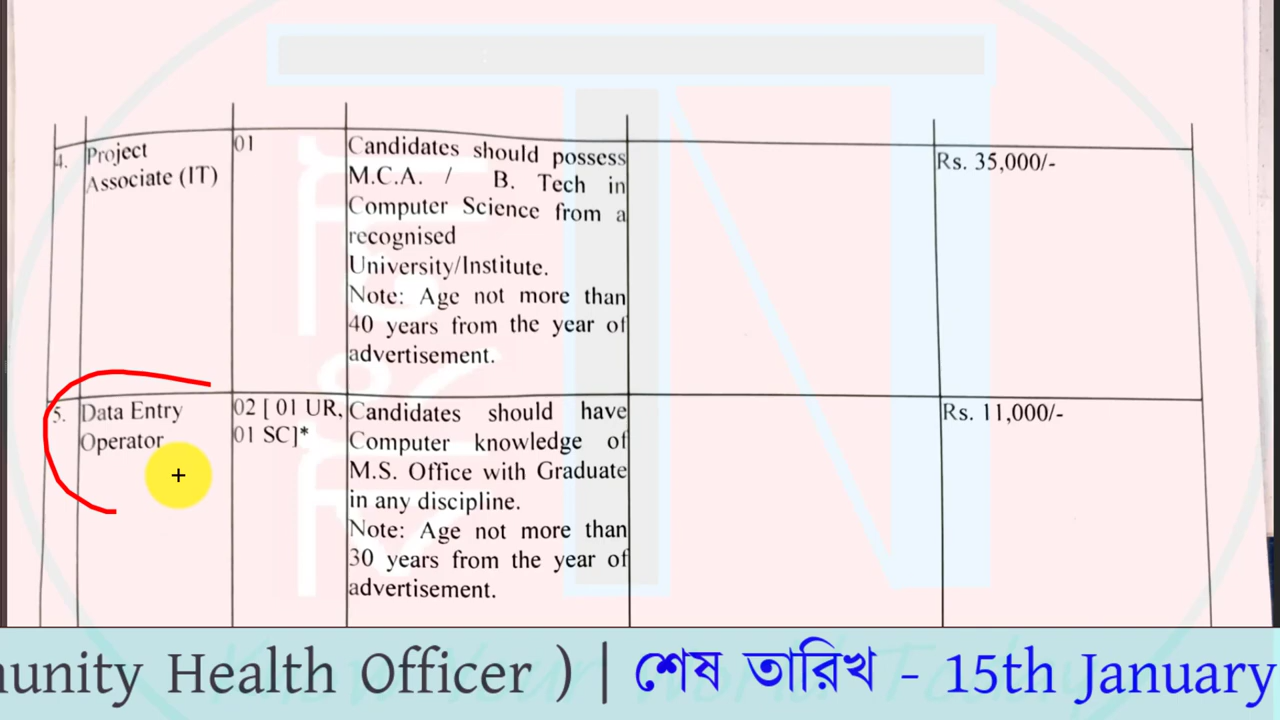 4.
Project
Associate (IT)
01
Candidates should possess
M.C.A. / B. Tech in
Computer Science from a
recognised
University/Institute.
Note: Age not more than
40 years from the year of
advertisement.
Rs. 35,000/-
5.
Data Entry
Operator
02 [ 01 UR,
01 SC]*
Candidates should have
Computer knowledge of
M.S. Office with Graduate
in any discipline.
Note: Age not more than
30 years from the year of
advertisement.
Rs. 11,000/-
unity Health Officer ) | শেষ তারিখ - 15th January